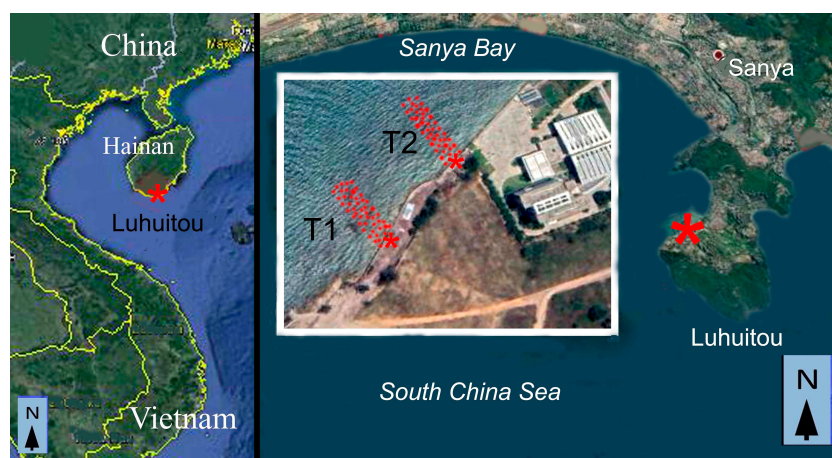 China
Hainan
Luhuitou
Vietnam
N
Sanya Bay
Sanya
T2
T1
Luhuitou
South China Sea
N